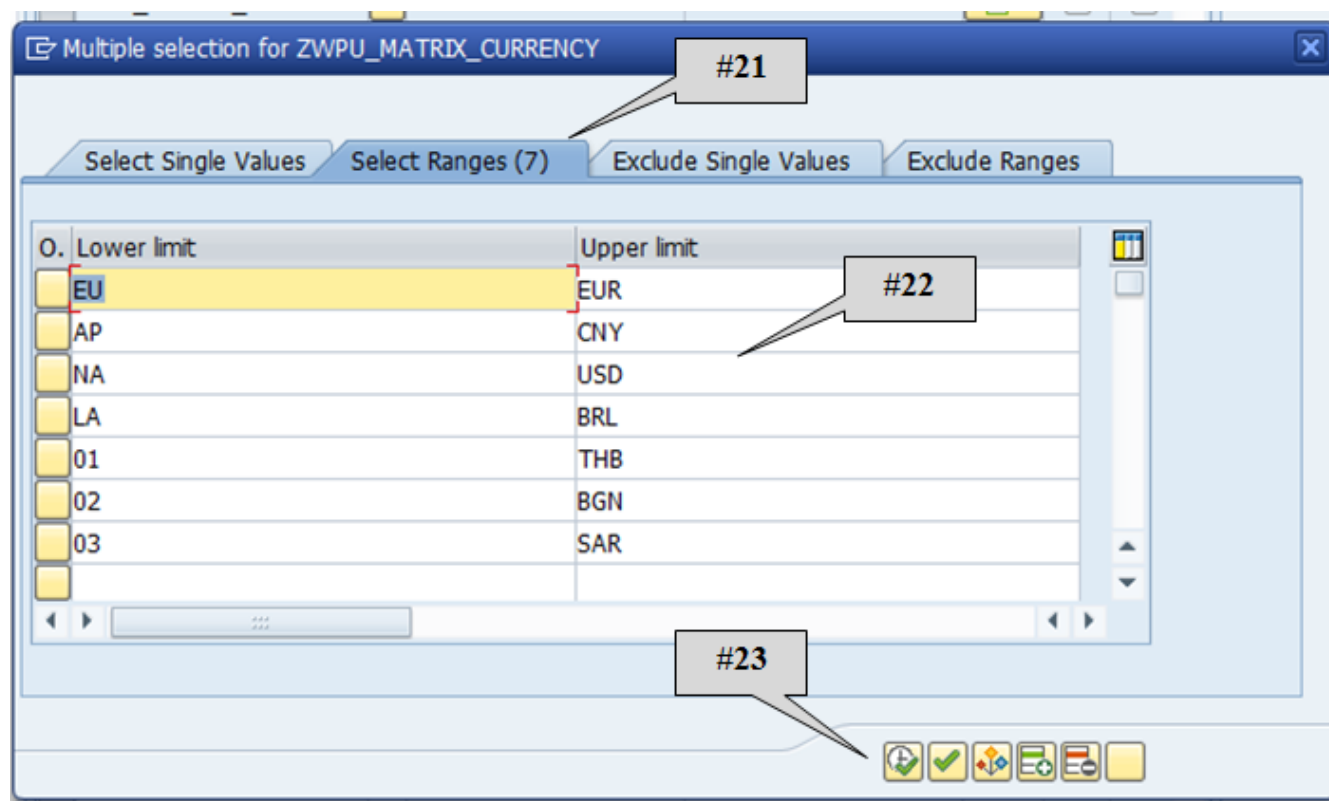 Multiple selection for ZWPU_MATRIX_CURRENCY
#21
Select Single Values Select Ranges (7) Exclude Single Values Exclude Ranges
O. Lower limit Upper limit
#22
EU EUR
AP CNY
NA USD
LA BRL
01 THB
02 BGN
03 SAR
#23